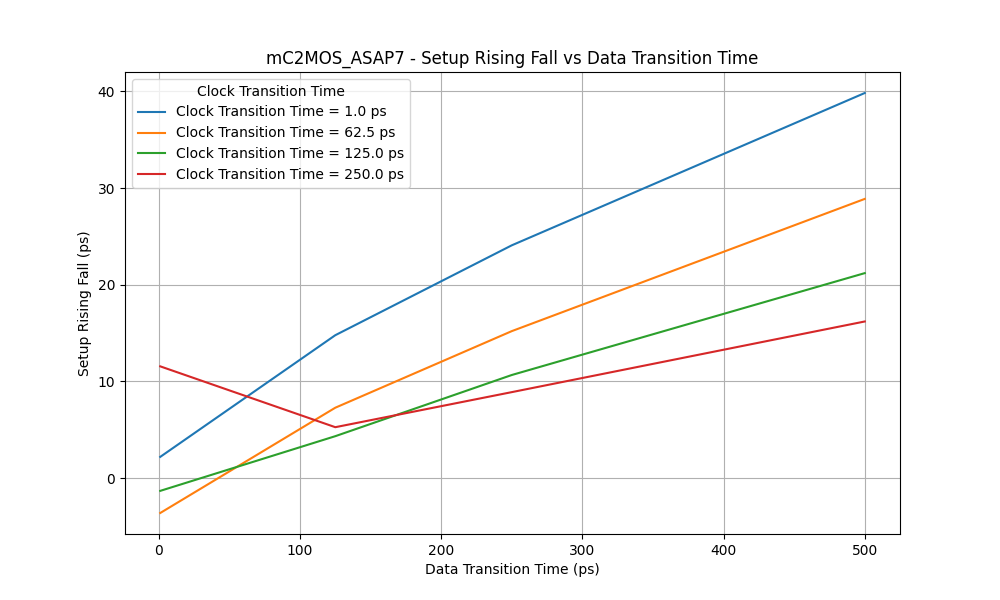 mC2MOS_ASAP7 - Setup Rising Fall vs Data Transition Time
Clock Transition Time
Clock Transition Time = 1.0 ps
Clock Transition Time = 62.5 ps
Clock Transition Time = 125.0 ps
Clock Transition Time = 250.0 ps
Setup Rising Fall (ps)
40
30
20
10
0
0 100 200 300 400 500
Data Transition Time (ps)